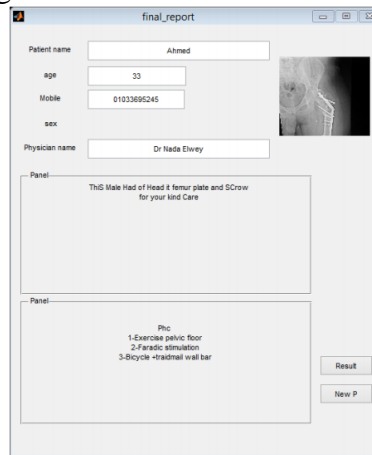 final_report
Patient name Ahmed
age 33
Mobile 01033695245
sex
Physician name Dr Nada Elwey
Panel
ThiS Male Had of Head it femur plate and SCrow
for your kind Care
Panel
Phc
1-Exercise pelvic floor
2-Faradic stimulation
3-Bicycle +traidmail wall bar
Result
New P